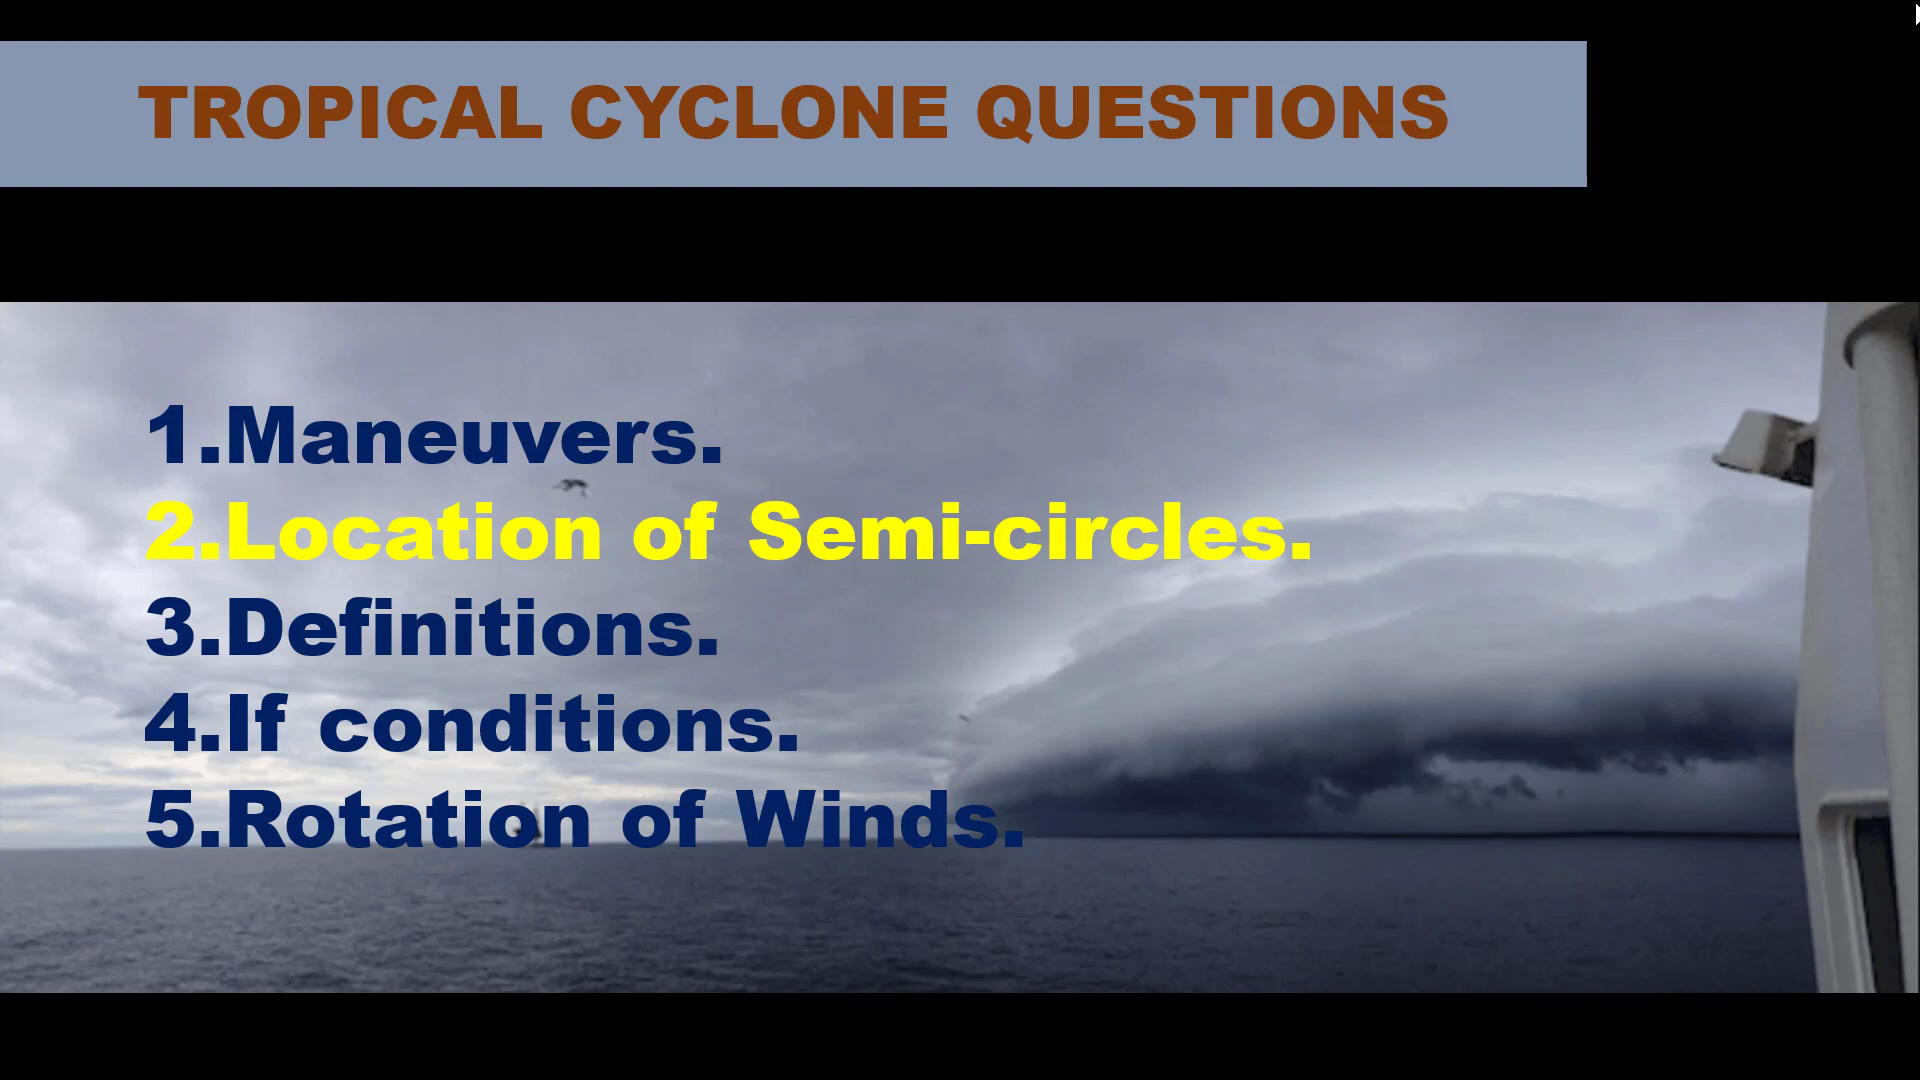 TROPICAL CYCLONE QUESTIONS
1.Maneuvers.
2.Location of Semi-circles.
3.Definitions.
4.If conditions.
5.Rotation of Winds.